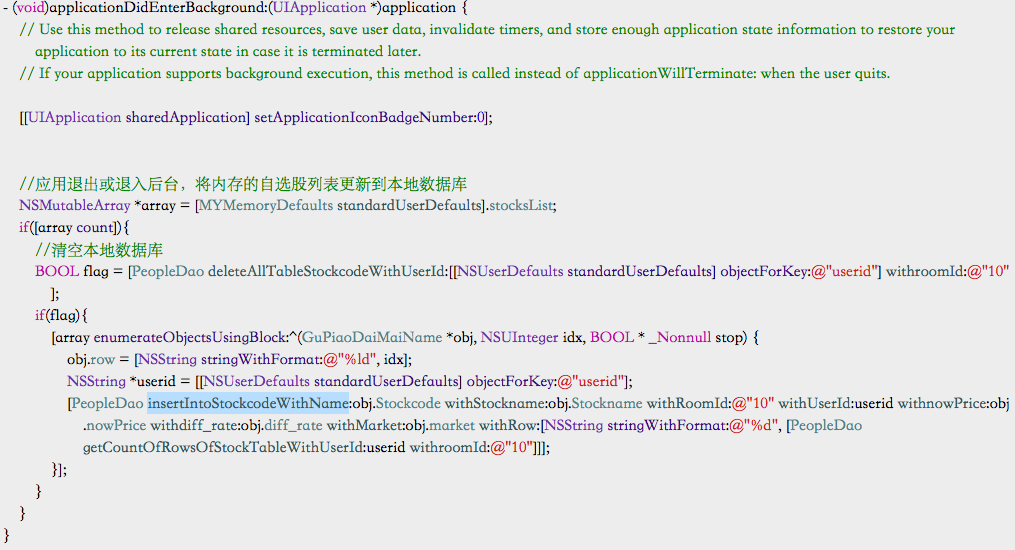 - (void)applicationDidEnterBackground:(UIApplication *)application {
// Use this method to release shared resources, save user data, invalidate timers, and store enough application state information to restore your
application to its current state in case it is terminated later.
// If your application supports background execution, this method is called instead of applicationWillTerminate: when the user quits.
[[UIApplication sharedApplication] setApplicationIconBadgeNumber:0];
//应用退出或退入后台，将内存的自选股列表更新到本地数据库
NSMutableArray *array = [MYMemoryDefaults standardUserDefaults].stocksList;
if([array count]){
//清空本地数据库
BOOL flag = [PeopleDao deleteAllTableStockcodeWithUserId:[[NSUserDefaults standardUserDefaults] objectForKey:@"userid"] withroomId:@"10"
];
if(flag){
[array enumerateObjectsUsingBlock:^(GuPiaoDaiMaiName *obj, NSUInteger idx, BOOL * _Nonnull stop) {
obj.row = [NSString stringWithFormat:@"%ld", idx];
NSString *userid = [[NSUserDefaults standardUserDefaults] objectForKey:@"userid"];
[PeopleDao insertIntoStockcodeWithName:obj.Stockcode withStockname:obj.Stockname withRoomId:@"10" withUserId:userid withnowPrice:obj
.nowPrice withdiff_rate:obj.diff_rate withMarket:obj.market withRow:[NSString stringWithFormat:@"%d", [PeopleDao
getCountOfRowsOfStockTableWithUserId:userid withroomId:@"10"]]];
}];
}
}
}